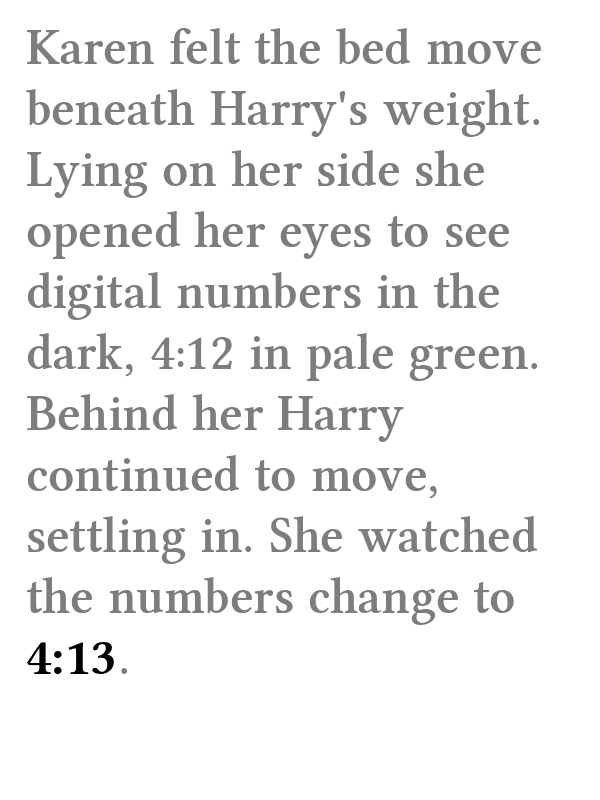 Karen felt the bed move
beneath Harry's weight.
Lying on her side she
opened her eyes to see
digital numbers in the
dark, 4:12 in pale green.
Behind her Harry
continued to move,
settling in. She watched
the numbers change to
4:13.